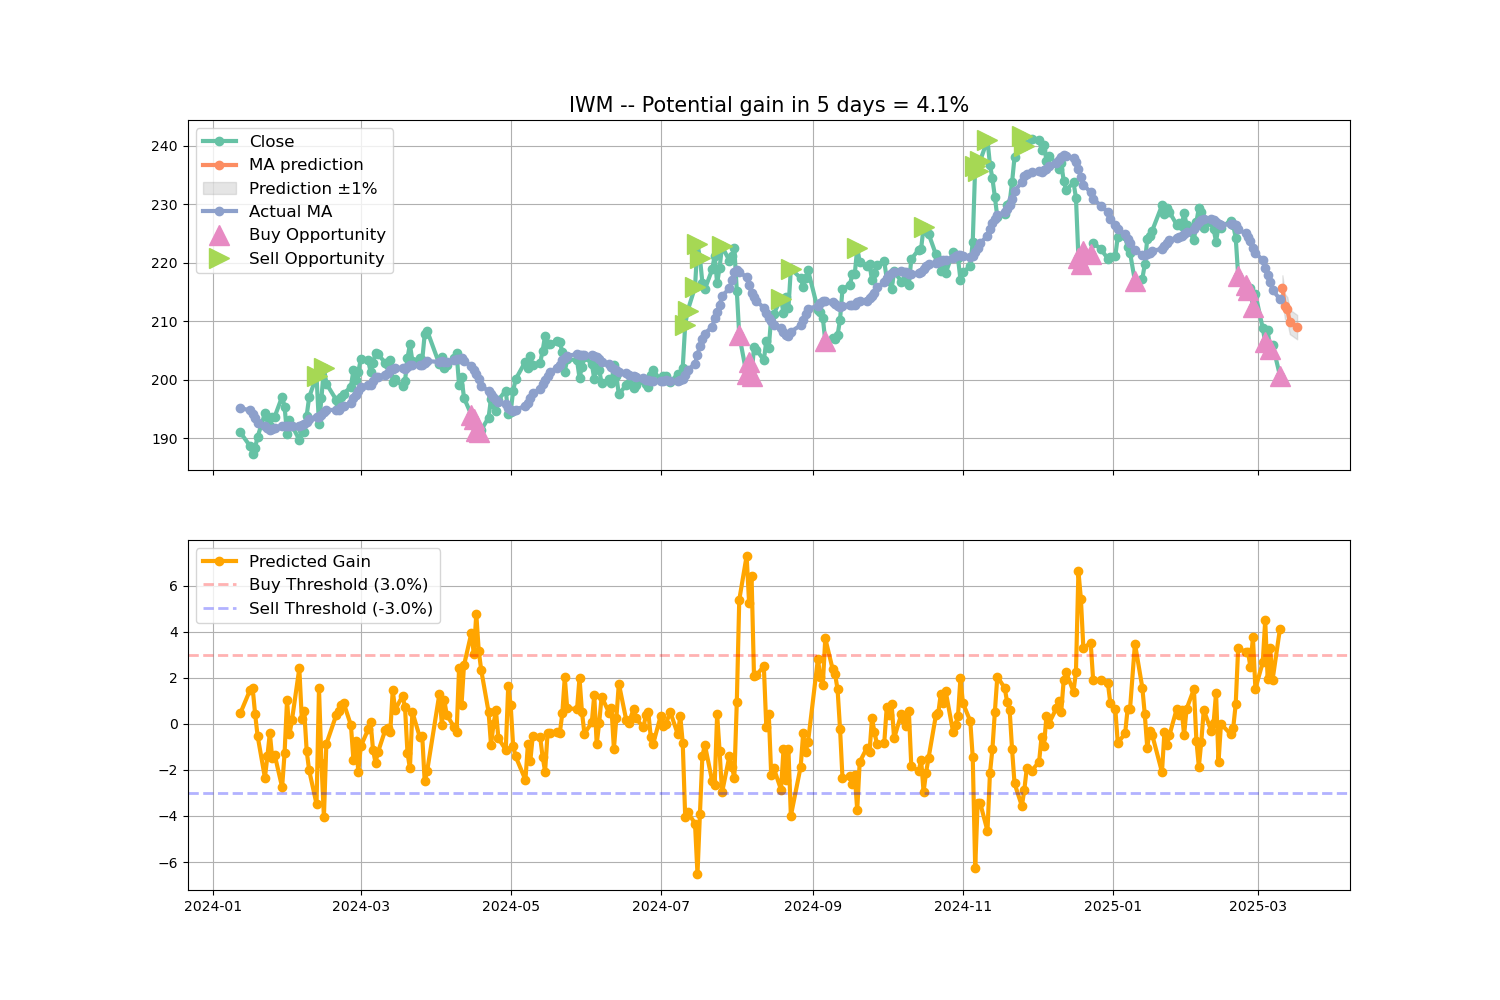 IWM -- Potential gain in 5 days = 4.1%
Close
MA prediction
Prediction ±1%
Actual MA
Buy Opportunity
Sell Opportunity
240
230
220
210
200
190
Predicted Gain
Buy Threshold (3.0%)
Sell Threshold (-3.0%)
6
4
2
0
−2
−4
−6
2024-01 2024-03 2024-05 2024-07 2024-09 2024-11 2025-01 2025-03